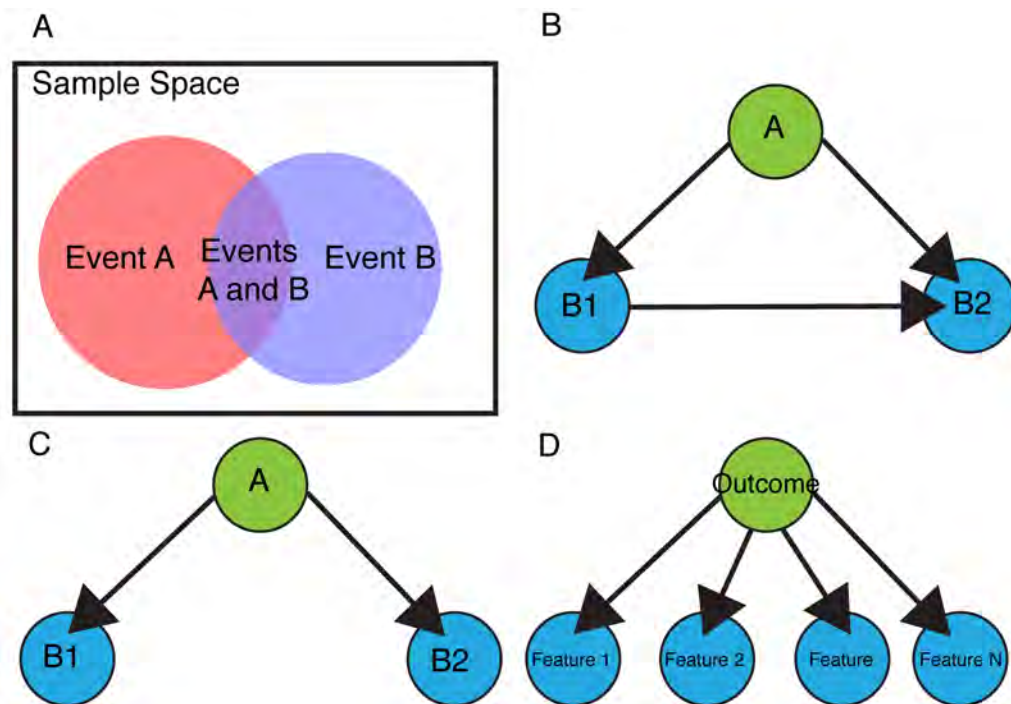 A
Sample Space
Event A
Events
A and B
Event B
B
A
B1
B2
C
A
B1
B2
D
Outcome
Feature 1
Feature 2
Feature
Feature N